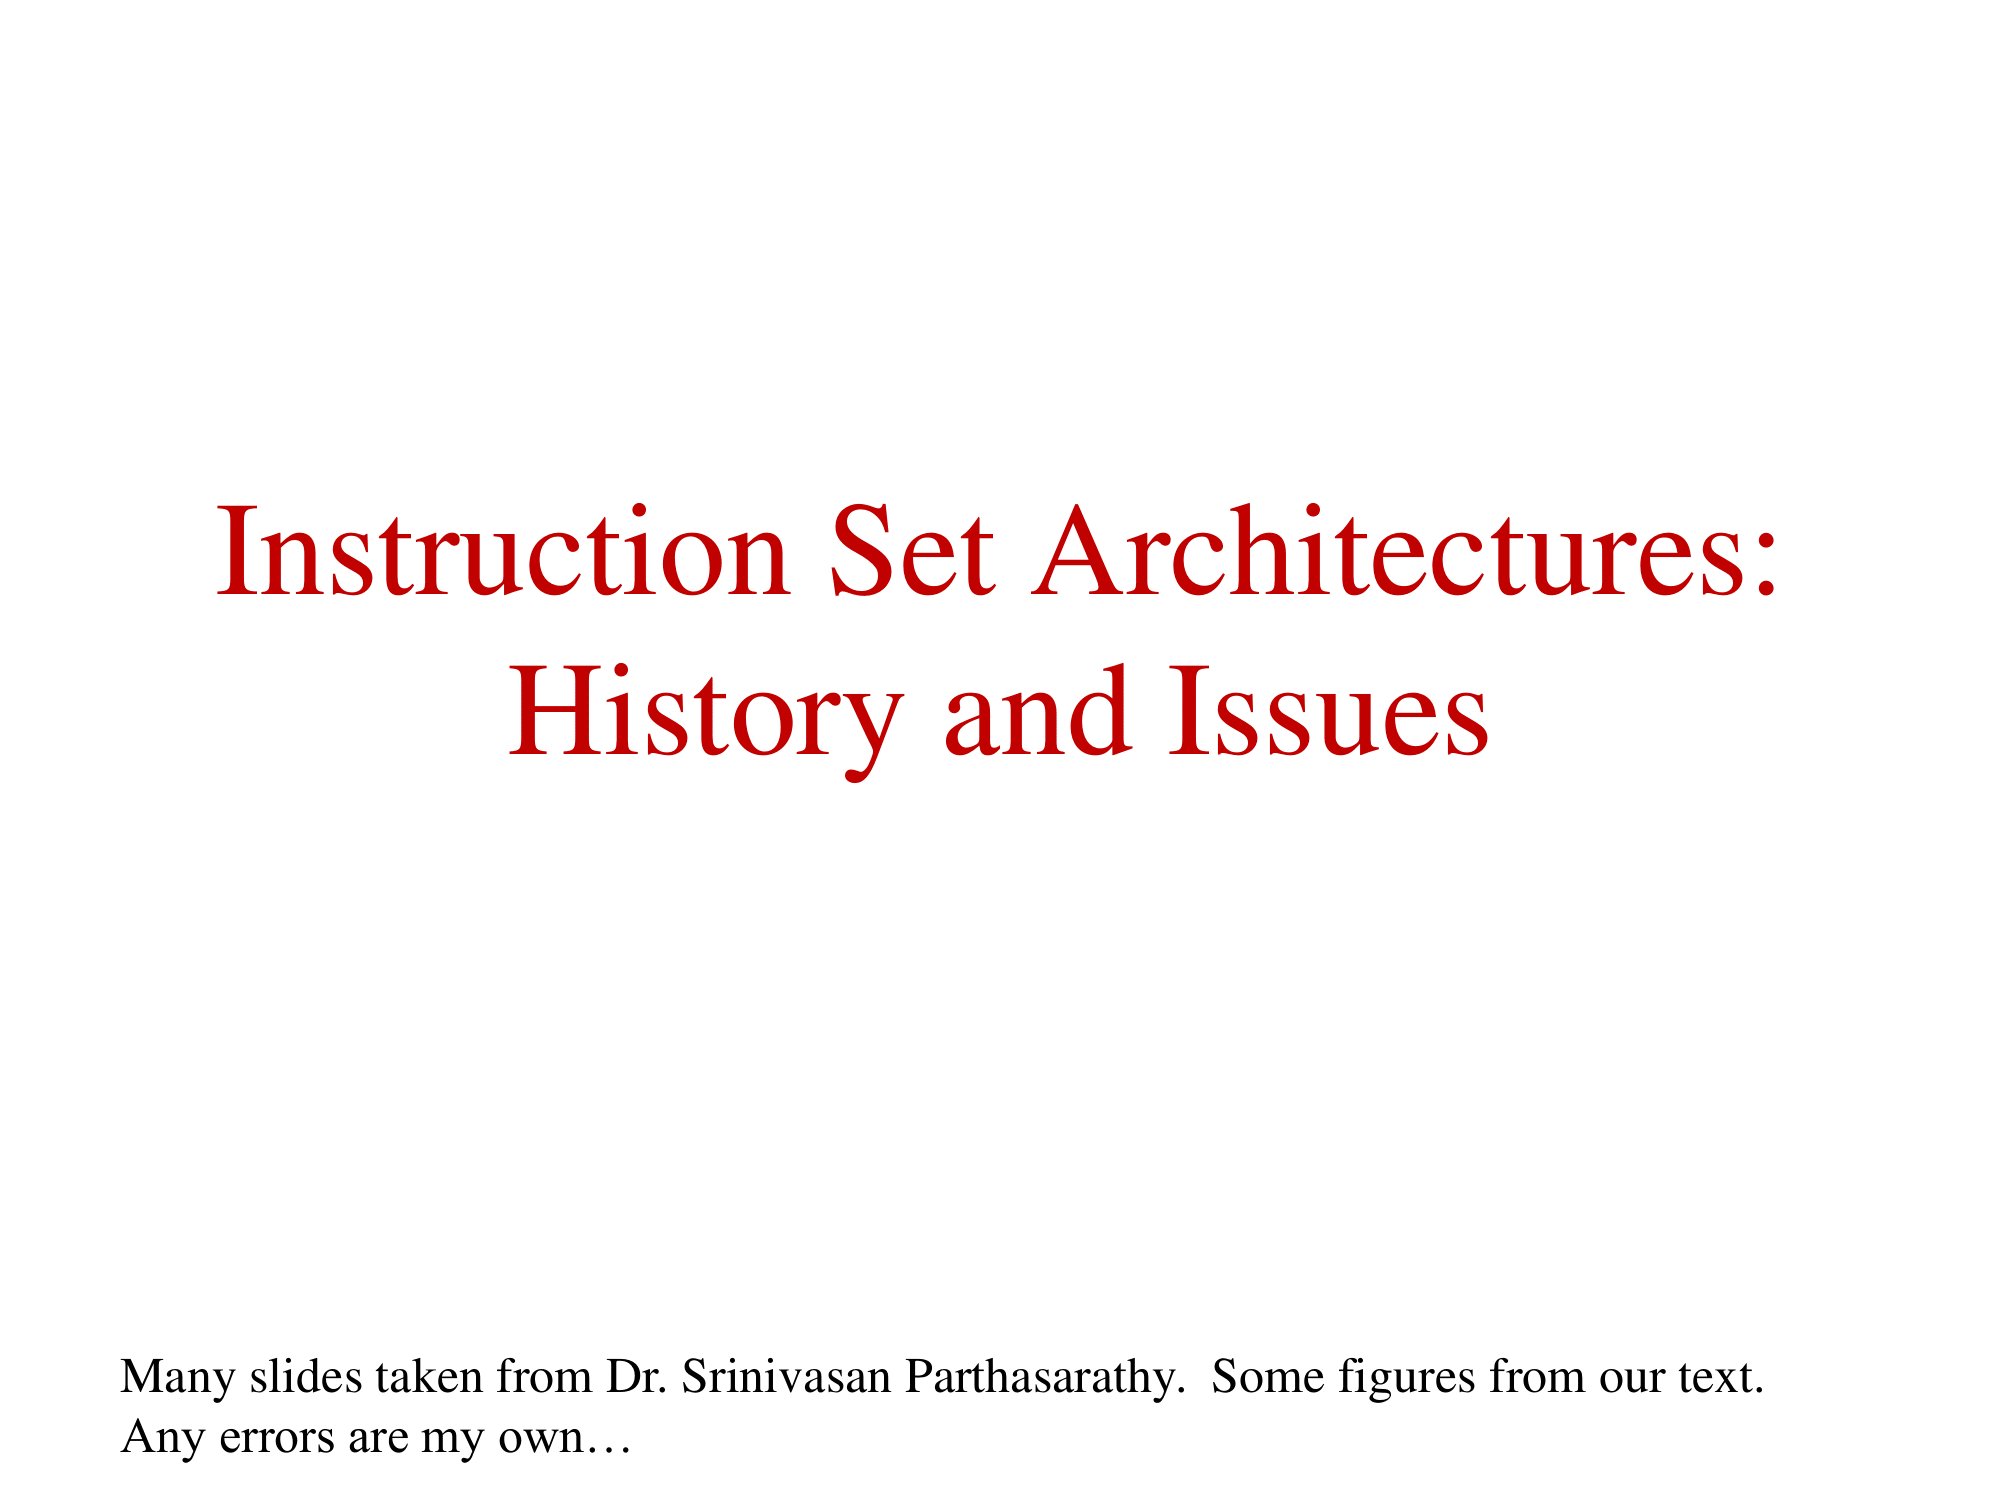 Instruction Set Architectures:
History and Issues
Many slides taken from Dr. Srinivasan Parthasarathy.  Some figures from our text.
Any errors are my own…